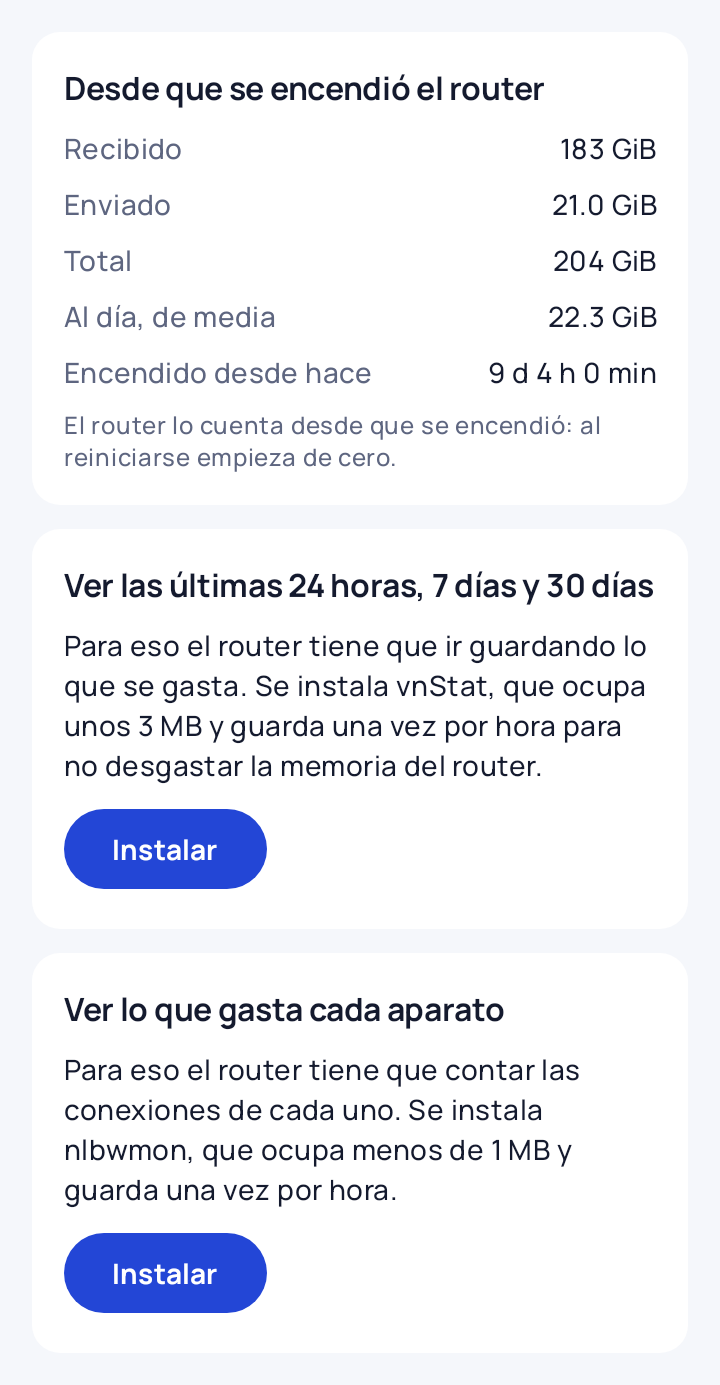 Desde que se encendió el router
Recibido 183 GiB
Enviado 21.0 GiB
Total 204 GiB
Al día, de media 22.3 GiB
Encendido desde hace 9 d 4 h 0 min
El router lo cuenta desde que se encendió: al
reiniciarse empieza de cero.
Ver las últimas 24 horas, 7 días y 30 días
Para eso el router tiene que ir guardando lo
que se gasta. Se instala vnStat, que ocupa
unos 3 MB y guarda una vez por hora para
no desgastar la memoria del router.
Instalar
Ver lo que gasta cada aparato
Para eso el router tiene que contar las
conexiones de cada uno. Se instala
nlbwmon, que ocupa menos de 1 MB y
guarda una vez por hora.
Instalar